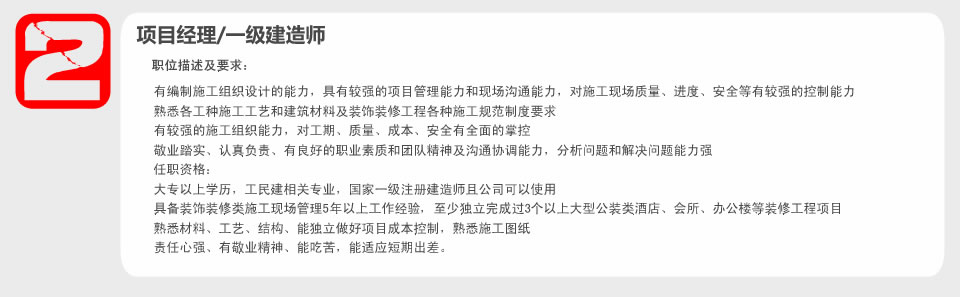 2
项目经理/一级建造师
职位描述及要求：
有编制施工组织设计的能力，具有较强的项目管理能力和现场沟通能力，对施工现场质量、进度、安全等有较强的控制能力
熟悉各工种施工工艺和建筑材料及装饰装修工程各种施工规范制度要求
有较强的施工组织能力，对工期、质量、成本、安全有全面的掌控
敬业踏实、认真负责、有良好的职业素质和团队精神及沟通协调能力，分析问题和解决问题能力强
任职资格：
大专以上学历，工民建相关专业，国家一级注册建造师且公司可以使用
具备装饰装修类施工现场管理5年以上工作经验，至少独立完成过3个以上大型公装类酒店、会所、办公楼等装修工程项目
熟悉材料、工艺、结构、能独立做好项目成本控制，熟悉施工图纸
责任心强、有敬业精神、能吃苦，能适应短期出差。